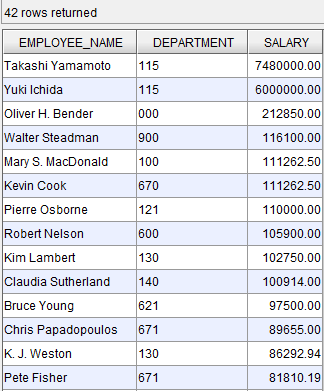 42 rows returned
EMPLOYEE_NAME DEPARTMENT SALARY
Takashi Yamamoto 115 7480000.00
Yuki Ichida 115 6000000.00
Oliver H. Bender 000 212850.00
Walter Steadman 900 116100.00
Mary S. MacDonald 100 111262.50
Kevin Cook 670 111262.50
Pierre Osborne 121 110000.00
Robert Nelson 600 105900.00
Kim Lambert 130 102750.00
Claudia Sutherland 140 100914.00
Bruce Young 621 97500.00
Chris Papadopoulos 671 89655.00
K. J. Weston 130 86292.94
Pete Fisher 671 81810.19